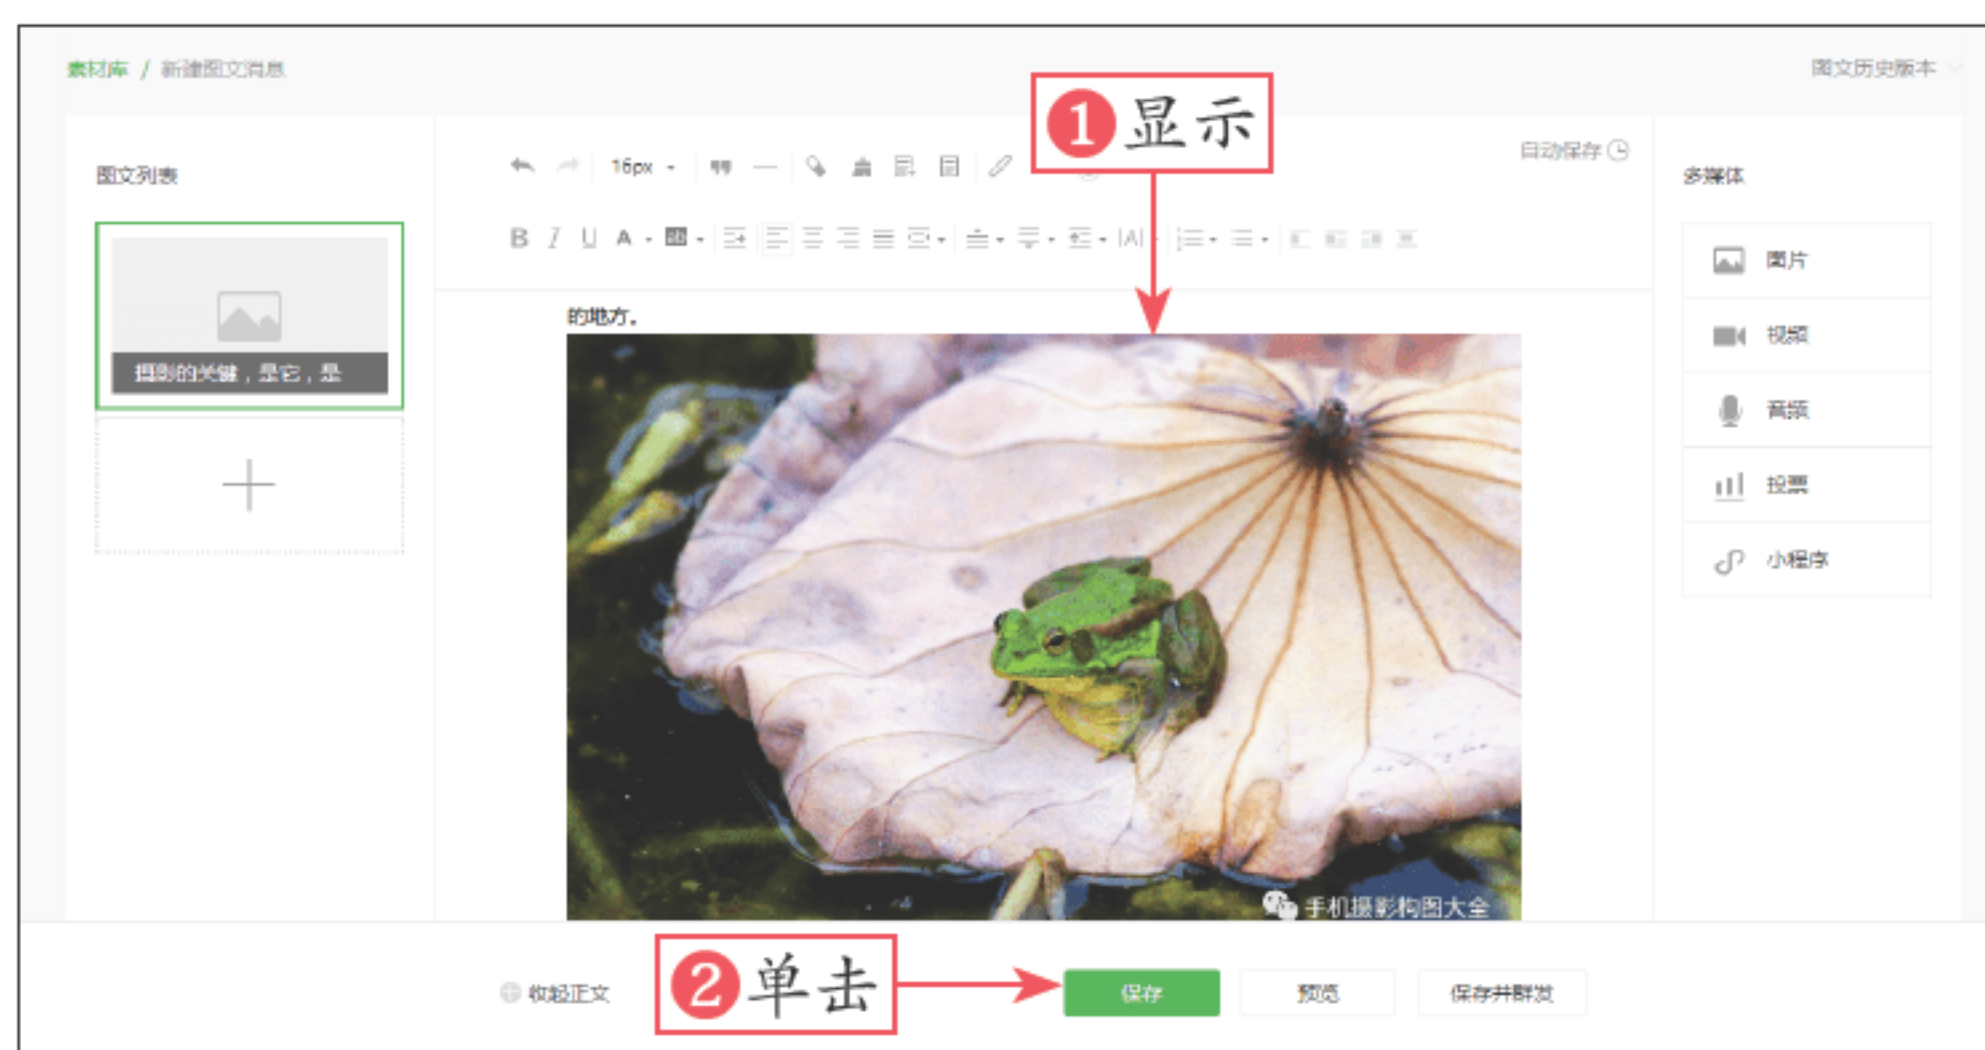 素材库 / 新建图文消息
图文历史版本
❶显示
图文列表
16px
自动保存
多媒体
B I U A ab
|A|
图片
的地方。
视频
摄影的关键，是它，是
音频
投票
小程序
手机摄影构图大全
收起正文
❷单击
保存
预览
保存并群发